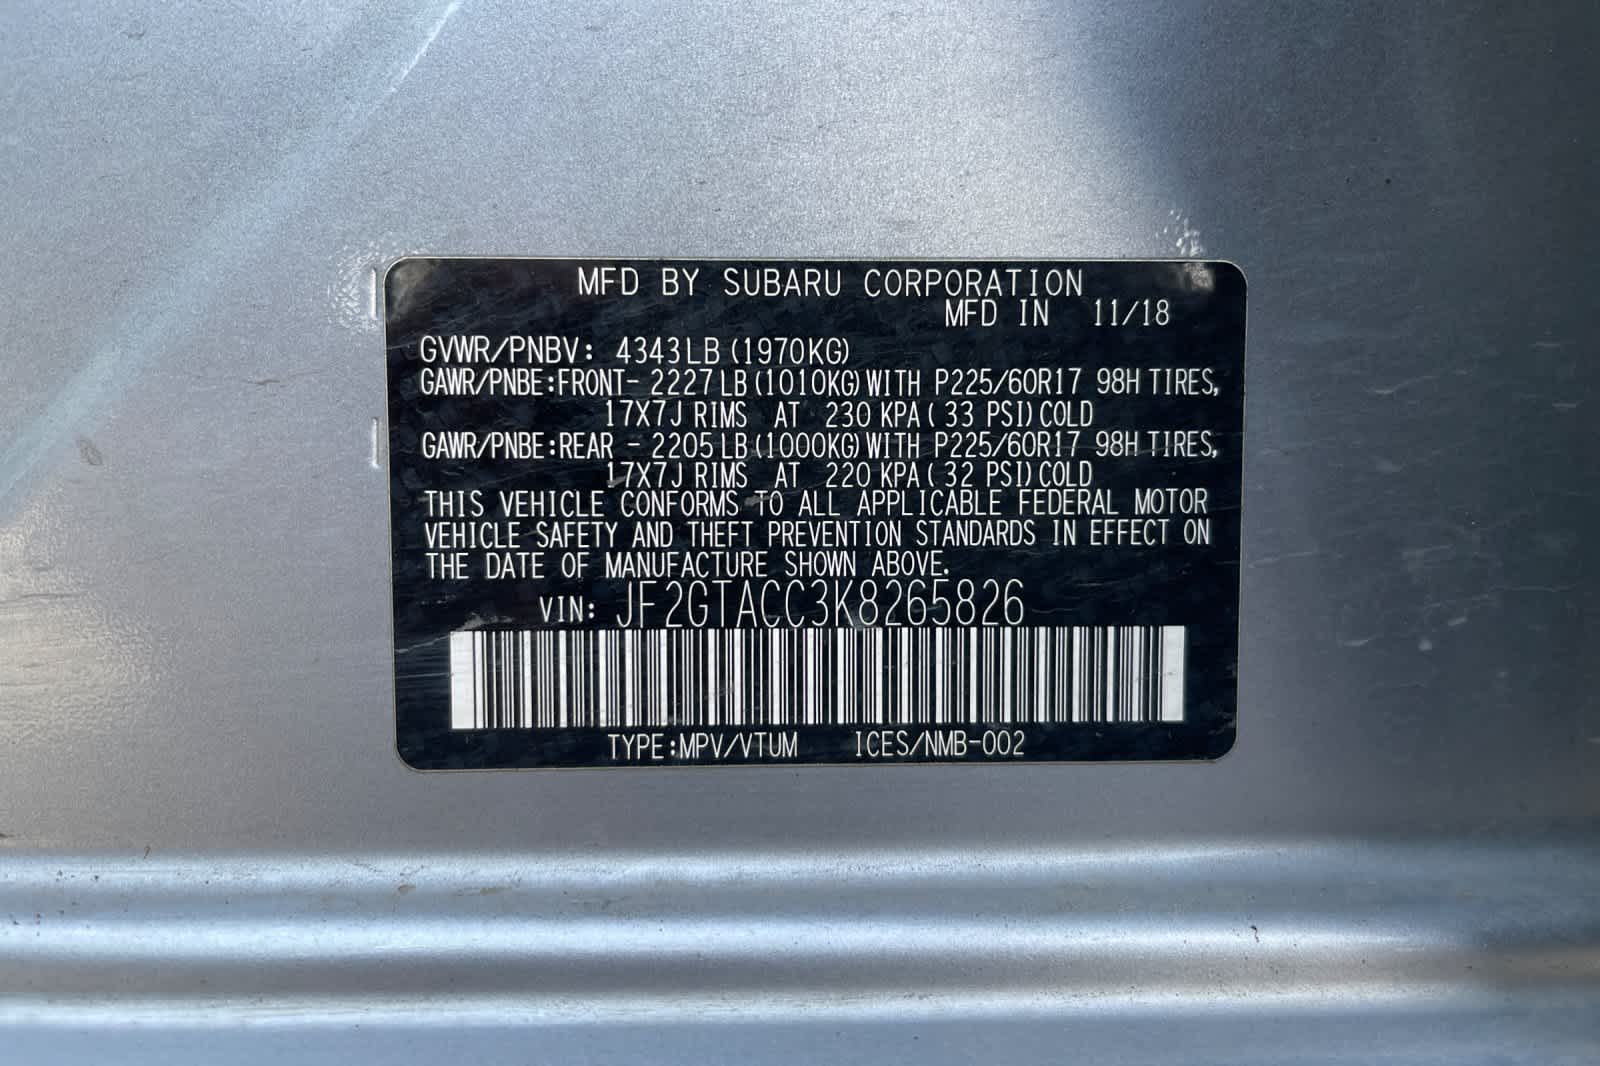 MFD BY SUBARU CORPORATION
MFD IN 11/18
GVWR/PNBV: 4343LB (1970KG)
GAWR/PNBE:FRONT- 2227 LB (1010KG) WITH P225/60R17 98H TIRES,
17X7J RIMS AT 230 KPA ( 33 PSI) COLD
GAWR/PNBE:REAR - 2205 LB (1000KG) WITH P225/60R17 98H TIRES,
17X7J RIMS AT 220 KPA ( 32 PSI) COLD
THIS VEHICLE CONFORMS TO ALL APPLICABLE FEDERAL MOTOR
VEHICLE SAFETY AND THEFT PREVENTION STANDARDS IN EFFECT ON
THE DATE OF MANUFACTURE SHOWN ABOVE.
VIN: JF2GTACC3K8265826
TYPE:MPV/VTUM ICES/NMB-002